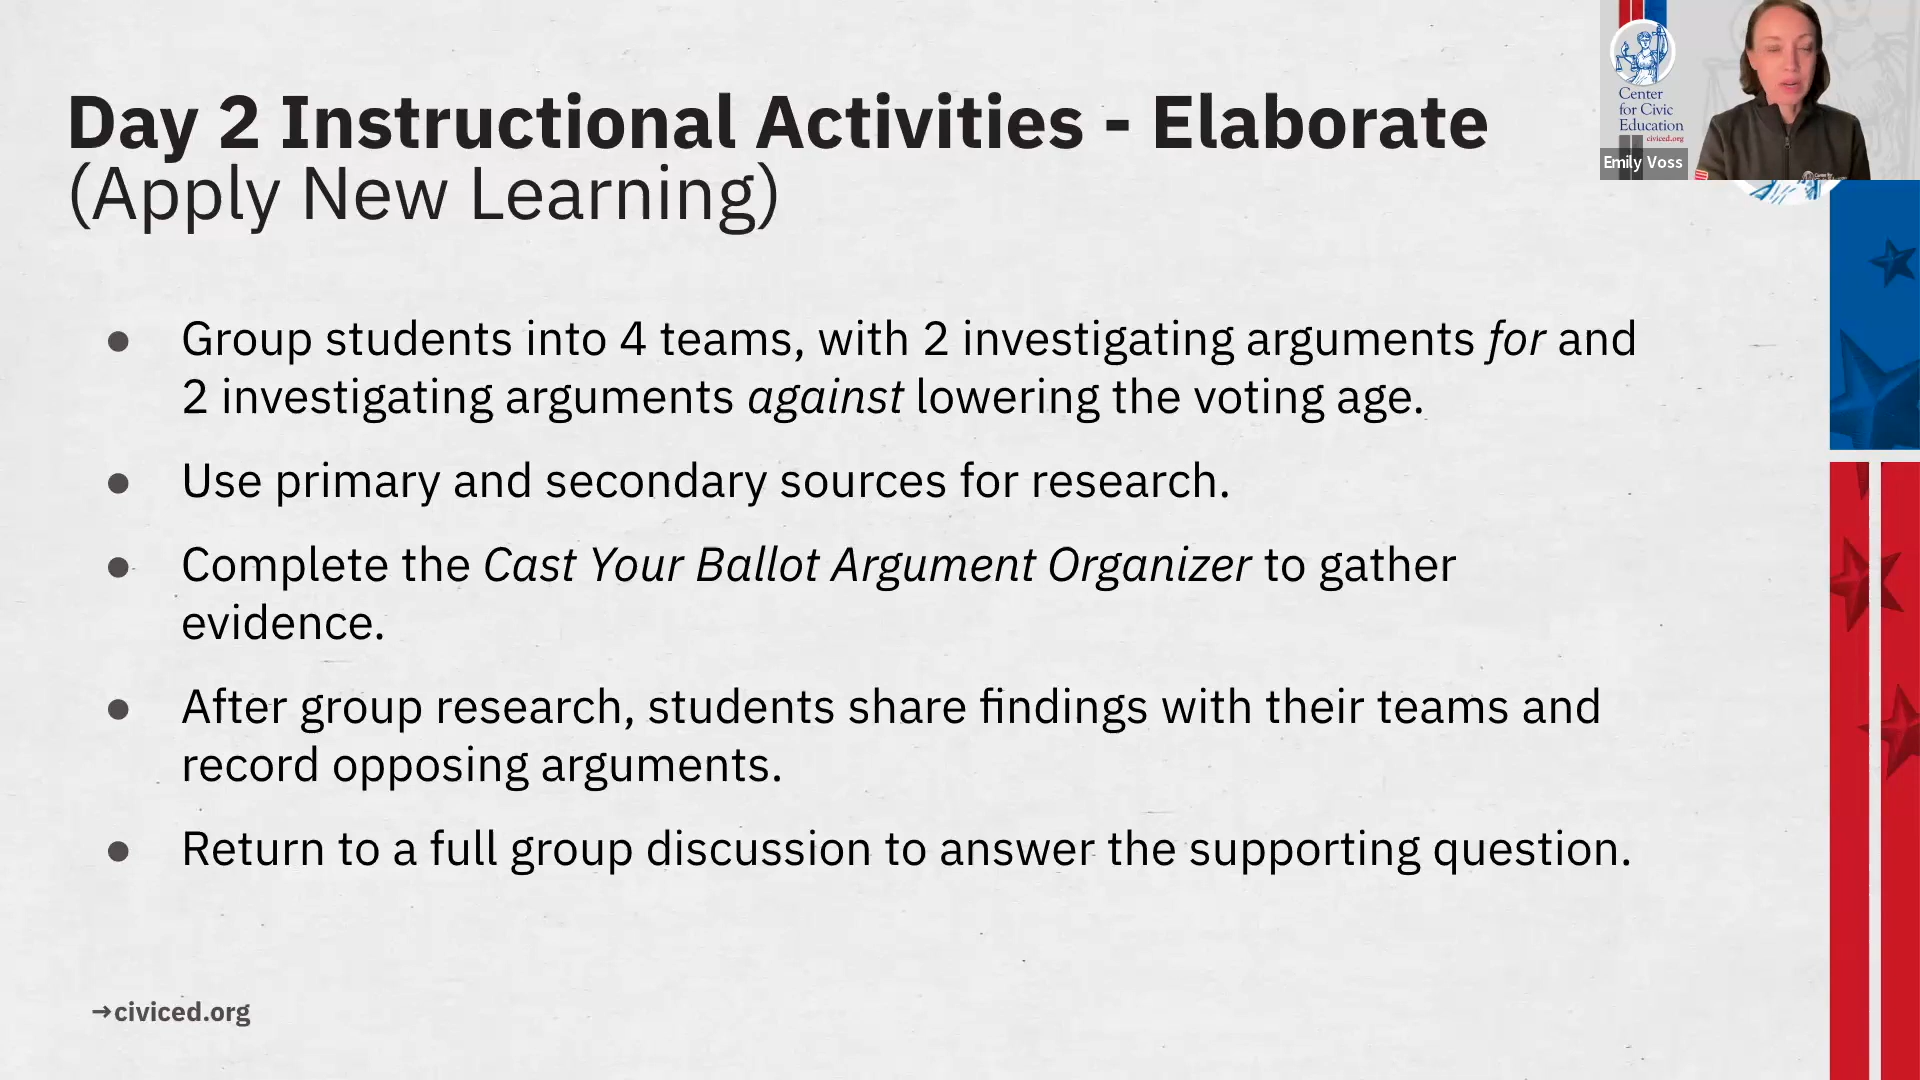 Day 2 Instructional Activities - Elaborate
(Apply New Learning)
Center
for Civic
Education
civiced.org
Emily Voss
● Group students into 4 teams, with 2 investigating arguments for and
2 investigating arguments against lowering the voting age.
● Use primary and secondary sources for research.
● Complete the Cast Your Ballot Argument Organizer to gather
evidence.
● After group research, students share findings with their teams and
record opposing arguments.
● Return to a full group discussion to answer the supporting question.
→civiced.org